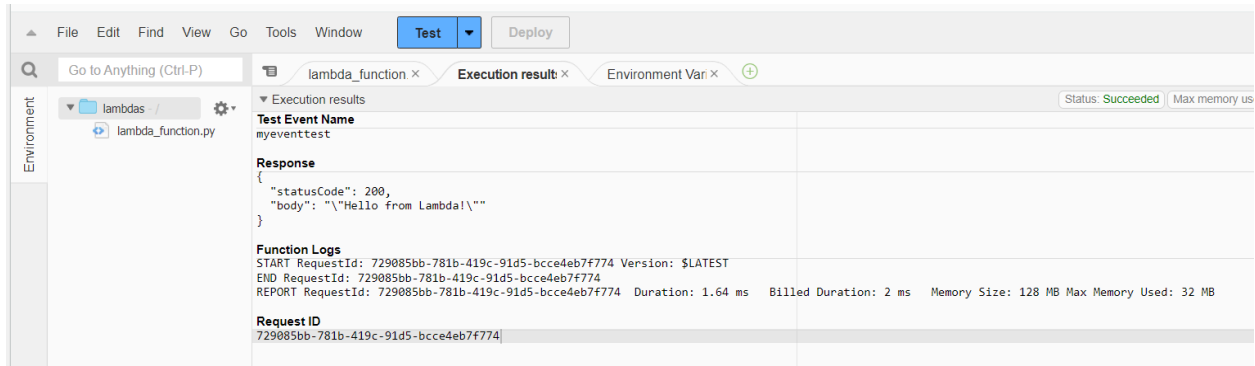 File Edit Find View Go Tools Window Test Deploy
Go to Anything (Ctrl-P)
lambda_function × Execution result × Environment Vari ×
Environment
lambdas - /
lambda_function.py
Execution results
Status: Succeeded Max memory use
Test Event Name
myeventtest
Response
{
"statusCode": 200,
"body": "\"Hello from Lambda!\""
}
Function Logs
START RequestId: 729085bb-781b-419c-91d5-bcce4eb7f774 Version: $LATEST
END RequestId: 729085bb-781b-419c-91d5-bcce4eb7f774
REPORT RequestId: 729085bb-781b-419c-91d5-bcce4eb7f774 Duration: 1.64 ms Billed Duration: 2 ms Memory Size: 128 MB Max Memory Used: 32 MB
Request ID
729085bb-781b-419c-91d5-bcce4eb7f774